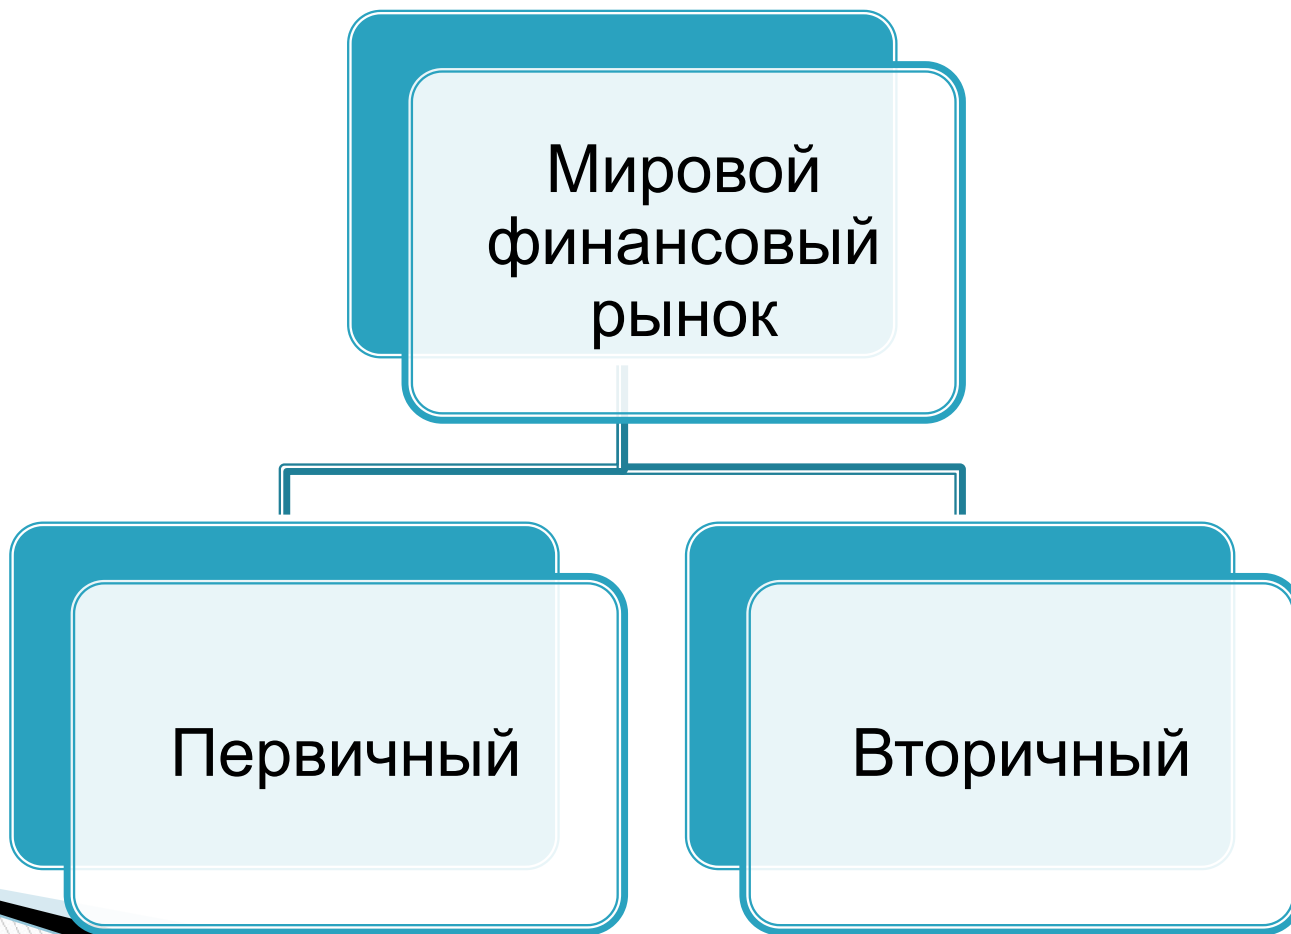 Мировой
финансовый
рынок
Первичный
Вторичный